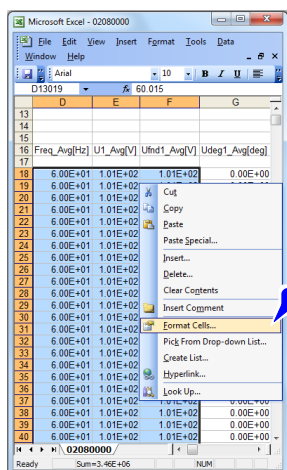 Microsoft Excel - 02080000
File Edit View Insert Format Tools Data
Window Help
Arial 10 B I U
D13019 fx 60.015
D E F G
13
14
15
16 Freq_Avg[Hz] U1_Avg[V] Ufnd1_Avg[V] Udeg1_Avg[deg]
17
18 6.00E+01 1.01E+02 1.01E+02 0.00E+00
19 6.00E+01 1.01E+02
20 6.00E+01 1.01E+02 Cut
21 6.00E+01 1.01E+02 Copy
22 6.00E+01 1.01E+02 Paste
23 6.00E+01 1.01E+02
24 6.00E+01 1.01E+02 Paste Special...
25 6.00E+01 1.01E+02 Insert...
26 6.00E+01 1.01E+02
27 6.00E+01 1.01E+02 Delete...
28 6.00E+01 1.01E+02 Clear Contents
29 6.00E+01 1.01E+02 Insert Comment
30 6.00E+01 1.01E+02
31 6.00E+01 1.01E+02 Format Cells...
32 6.00E+01 1.01E+02 Pick From Drop-down List...
33 6.00E+01 1.01E+02
34 6.00E+01 1.01E+02 Create List...
35 6.00E+01 1.01E+02 Hyperlink...
36 6.00E+01 1.01E+02 Look Up...
37 6.00E+01 1.01E+02 1.01E+02 0.00E+00
38 6.00E+01 1.01E+02 1.01E+02 0.00E+00
39 6.00E+01 1.01E+02 1.01E+02 0.00E+00
40 6.00E+01 1.01E+02 1.01E+02 0.00E+00
02080000
Ready Sum=3.46E+06 NUM